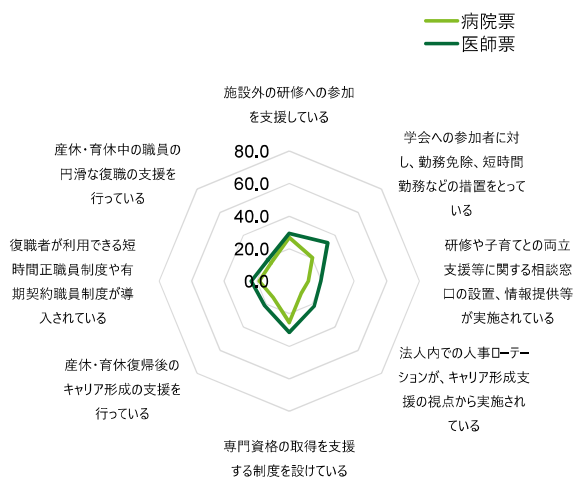 病院票
医師票
施設外の研修への参加
を支援している
学会への参加者に対
し、勤務免除、短時間
勤務などの措置をとって
いる
研修や子育てとの両立
支援等に関する相談窓
口の設置、情報提供等
が実施されている
法人内での人事ローテー
ションが、キャリア形成支
援の視点から実施され
ている
専門資格の取得を支援
する制度を設けている
産休・育休復帰後の
キャリア形成の支援を
行っている
復職者が利用できる短
時間正職員制度や有
期契約職員制度が導
入されている
産休・育休中の職員の
円滑な復職の支援を
行っている
80.0
60.0
40.0
20.0
0.0